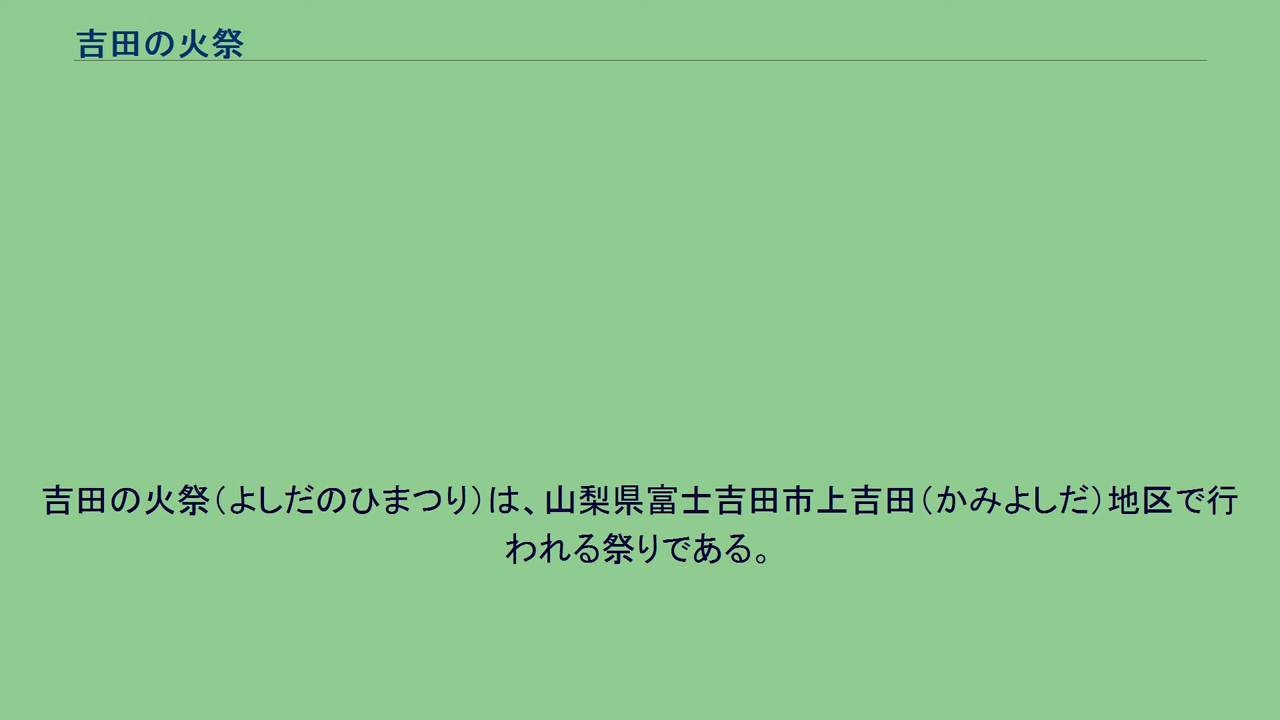 吉田の火祭
吉田の火祭（よしだのひまつり）は、山梨県富士吉田市上吉田（かみよしだ）地区で行
われる祭りである。